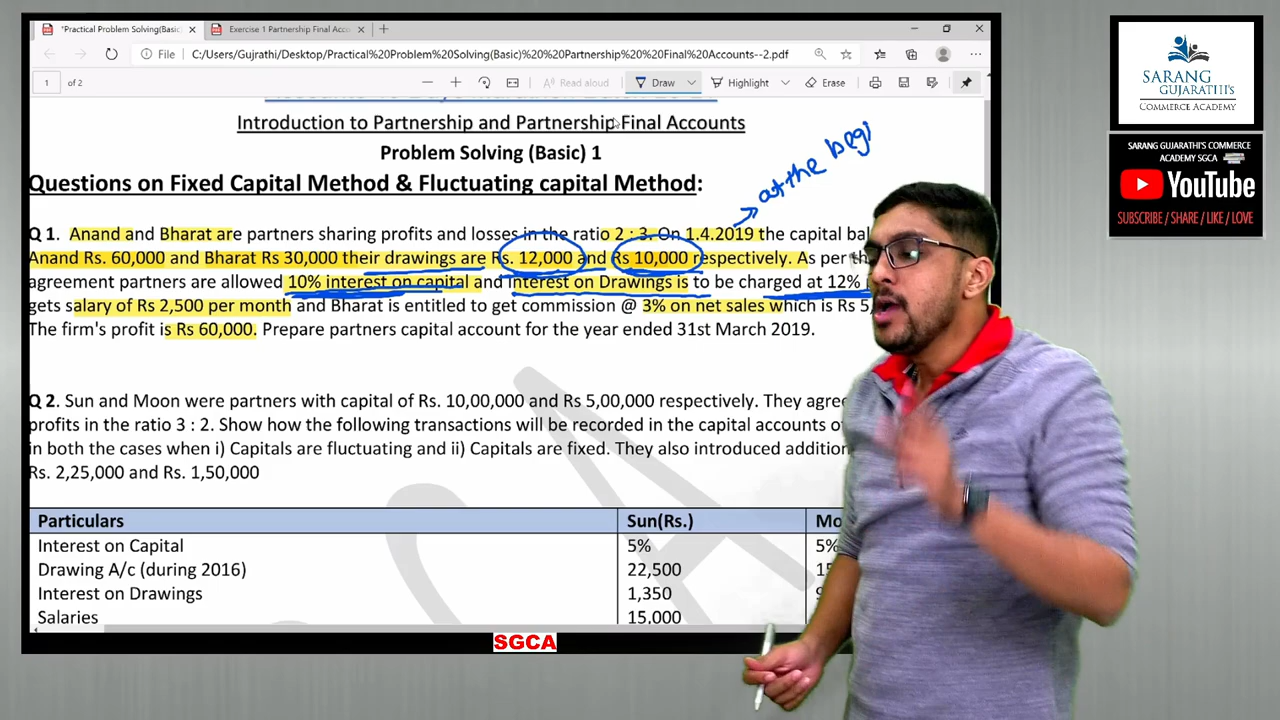 *Practical Problem Solving(Basic) Exercise 1 Partnership Final Acco
File C:/Users/Gujrathi/Desktop/Practical%20Problem%20Solving(Basic)%20%20Partnership%20%20Final%20Accounts--2.pdf
1 of 2 Read aloud Draw Highlight Erase
Introduction to Partnership and Partnership Final Accounts
Problem Solving (Basic) 1
Questions on Fixed Capital Method & Fluctuating capital Method:
at the begi
Q 1. Anand and Bharat are partners sharing profits and losses in the ratio 2 : 3. On 1.4.2019 the capital bal
Anand Rs. 60,000 and Bharat Rs 30,000 their drawings are Rs. 12,000 and Rs 10,000 respectively. As per th
agreement partners are allowed 10% interest on capital and interest on Drawings is to be charged at 12%
gets salary of Rs 2,500 per month and Bharat is entitled to get commission @ 3% on net sales which is Rs 5,
The firm's profit is Rs 60,000. Prepare partners capital account for the year ended 31st March 2019.
Q 2. Sun and Moon were partners with capital of Rs. 10,00,000 and Rs 5,00,000 respectively. They agre
profits in the ratio 3 : 2. Show how the following transactions will be recorded in the capital accounts of
in both the cases when i) Capitals are fluctuating and ii) Capitals are fixed. They also introduced addition
Rs. 2,25,000 and Rs. 1,50,000
Particulars Sun(Rs.) Mo
Interest on Capital 5% 5%
Drawing A/c (during 2016) 22,500 15
Interest on Drawings 1,350 9
Salaries 15,000
SGCA
SARANG
GUJARATHI'S
COMMERCE ACADEMY
SARANG GUJARATHI'S COMMERCE
ACADEMY SGCA
YouTube
SUBSCRIBE / SHARE / LIKE / LOVE